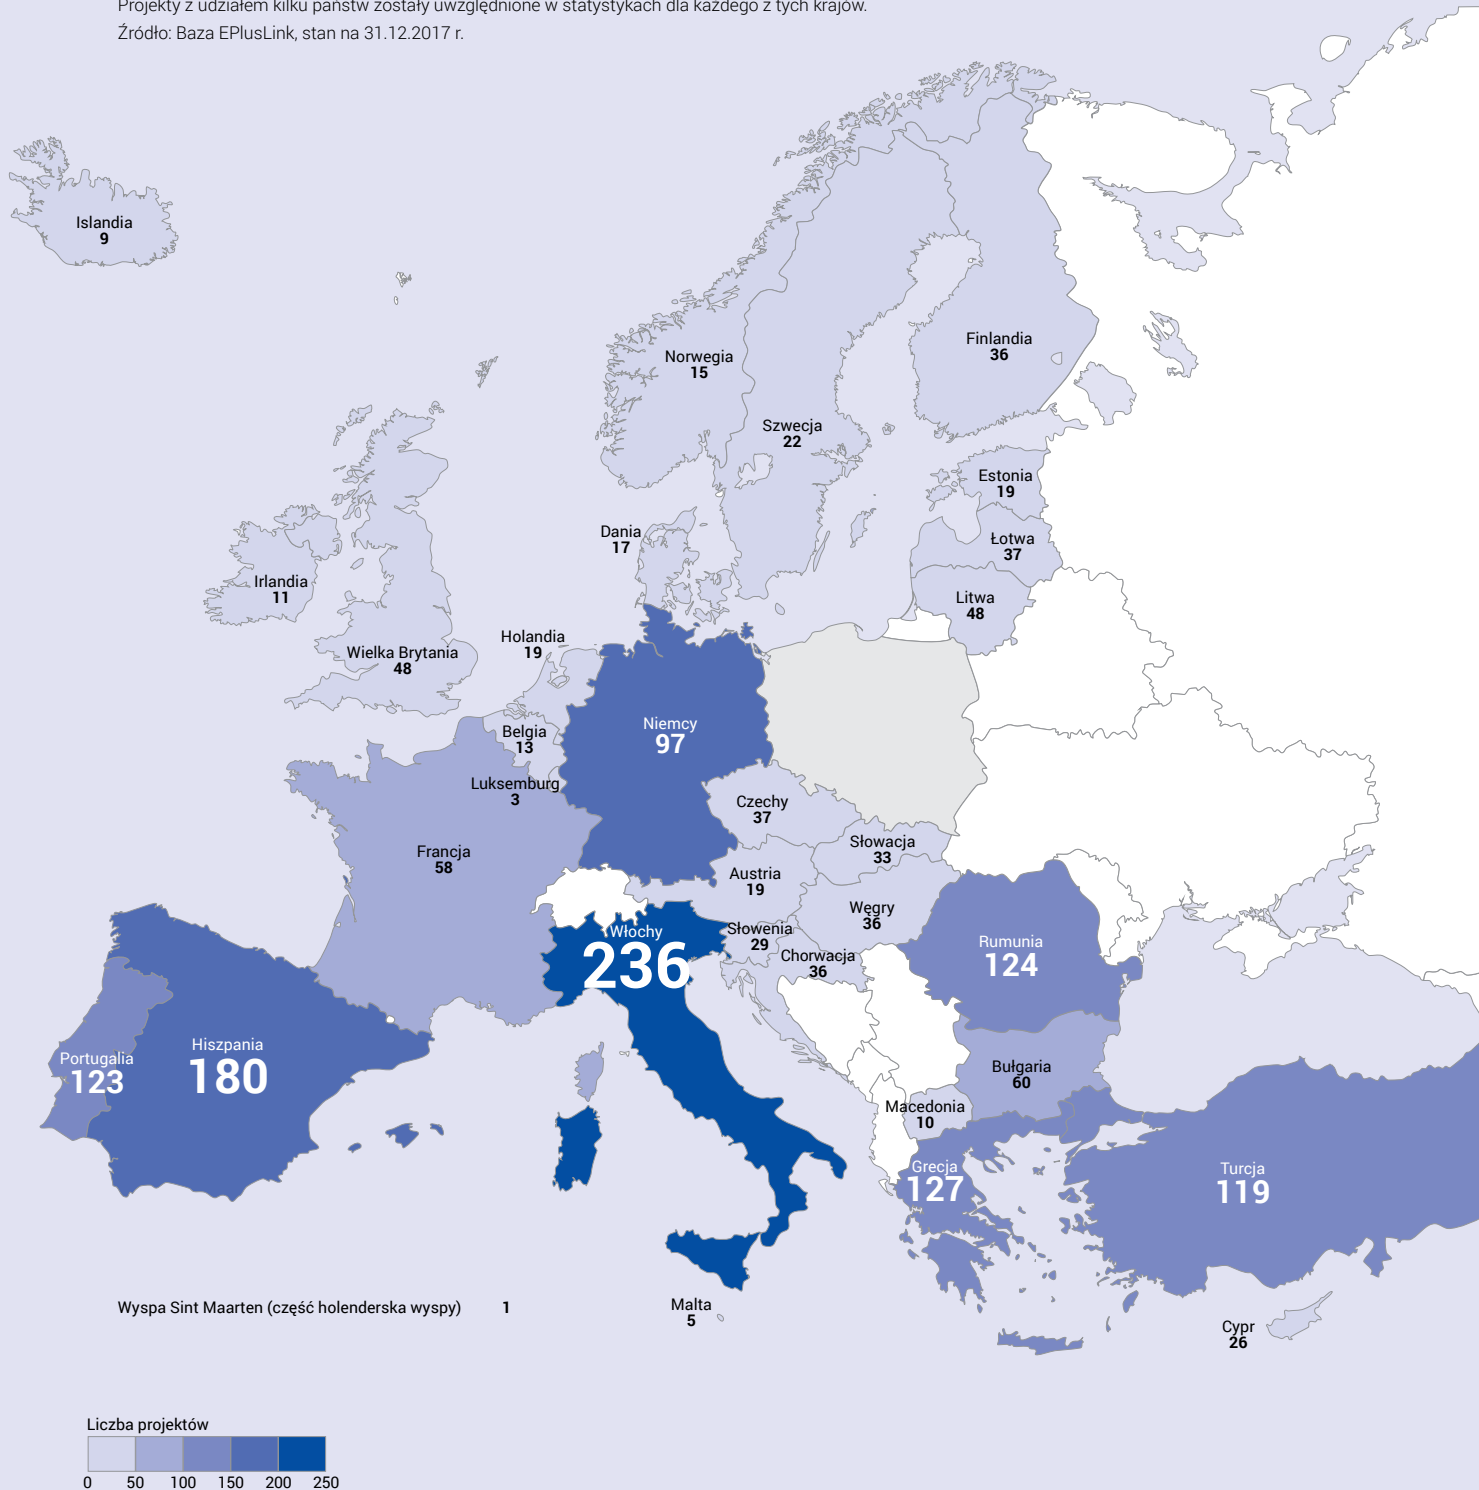 Projekty z udziałem kilku państw zostały uwzględnione w statystykach dla każdego z tych krajów.
Źródło: Baza EPlusLink, stan na 31.12.2017 r.
Islandia
9
Norwegia
15
Finlandia
36
Szwecja
22
Estonia
19
Dania
17
Łotwa
37
Irlandia
11
Litwa
48
Holandia
19
Wielka Brytania
48
Niemcy
97
Belgia
13
Luksemburg
3
Czechy
37
Francja
58
Słowacja
33
Austria
19
Węgry
36
Włochy
236
Słowenia
29
Chorwacja
36
Rumunia
124
Portugalia
123
Hiszpania
180
Bułgaria
60
Macedonia
10
Grecja
127
Turcja
119
Wyspa Sint Maarten (część holenderska wyspy) 1
Malta
5
Cypr
26
Liczba projektów
0 50 100 150 200 250